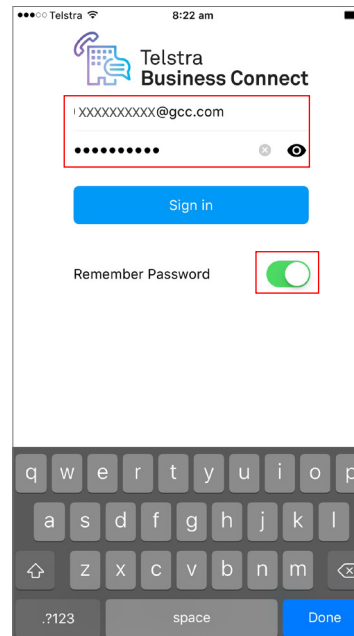 Telstra 8:22 am
Telstra
Business Connect
XXXXXXXXXX@gcc.com
••••••••••
Sign in
Remember Password
q w e r t y u i o p
a s d f g h j k l
z x c v b n m
.?123 space Done